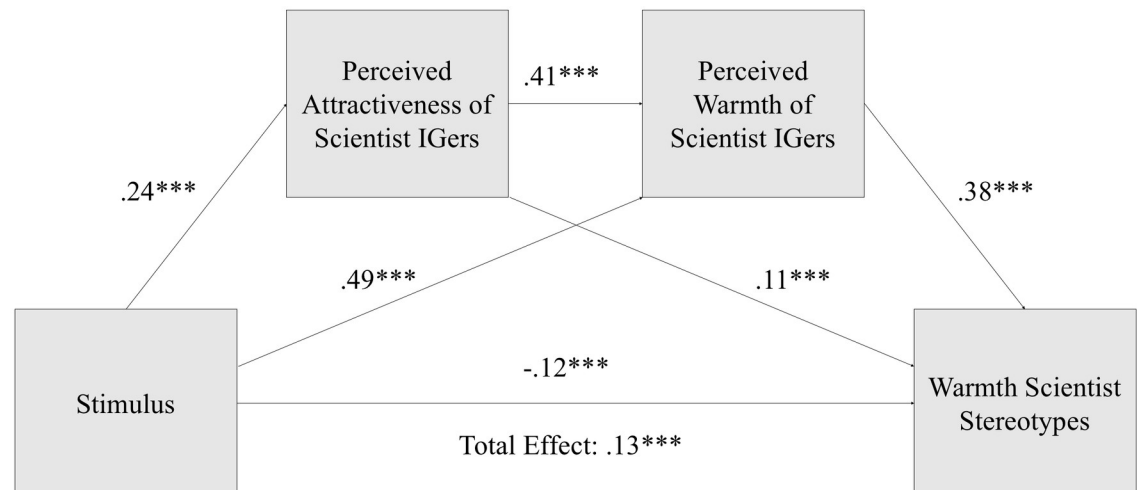 Perceived
Attractiveness of
Scientist IGers
.41***
Perceived
Warmth of
Scientist IGers
.24***
.38***
.49***
.11***
Stimulus
-.12***
Total Effect: .13***
Warmth Scientist
Stereotypes